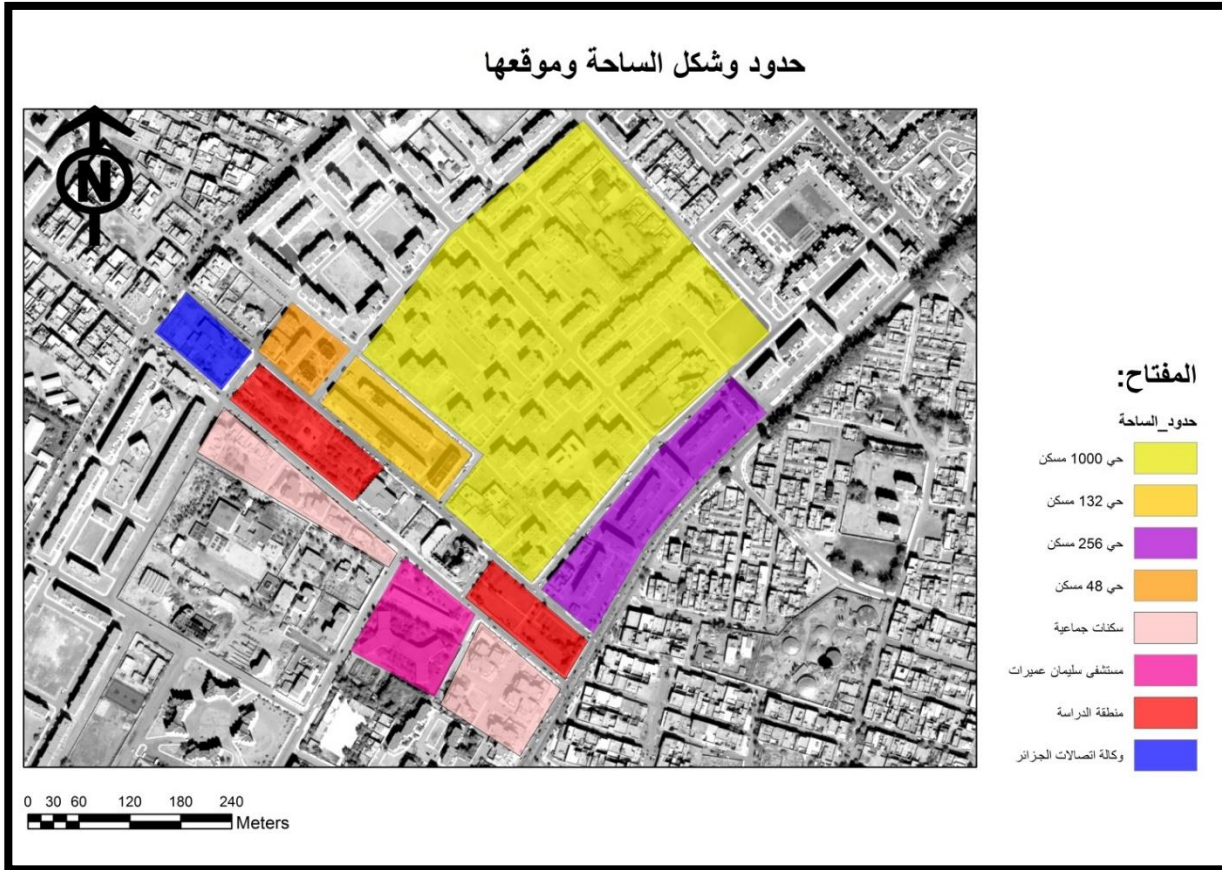 حدود وشكل الساحة وموقعها
N
المفتاح:
حدود_الساحة
حي 1000 مسكن
حي 132 مسكن
حي 256 مسكن
حي 48 مسكن
سكنات جماعية
مستشفى سليمان عميرات
منطقة الدراسة
وكالة اتصالات الجزائر
0 30 60 120 180 240
Meters